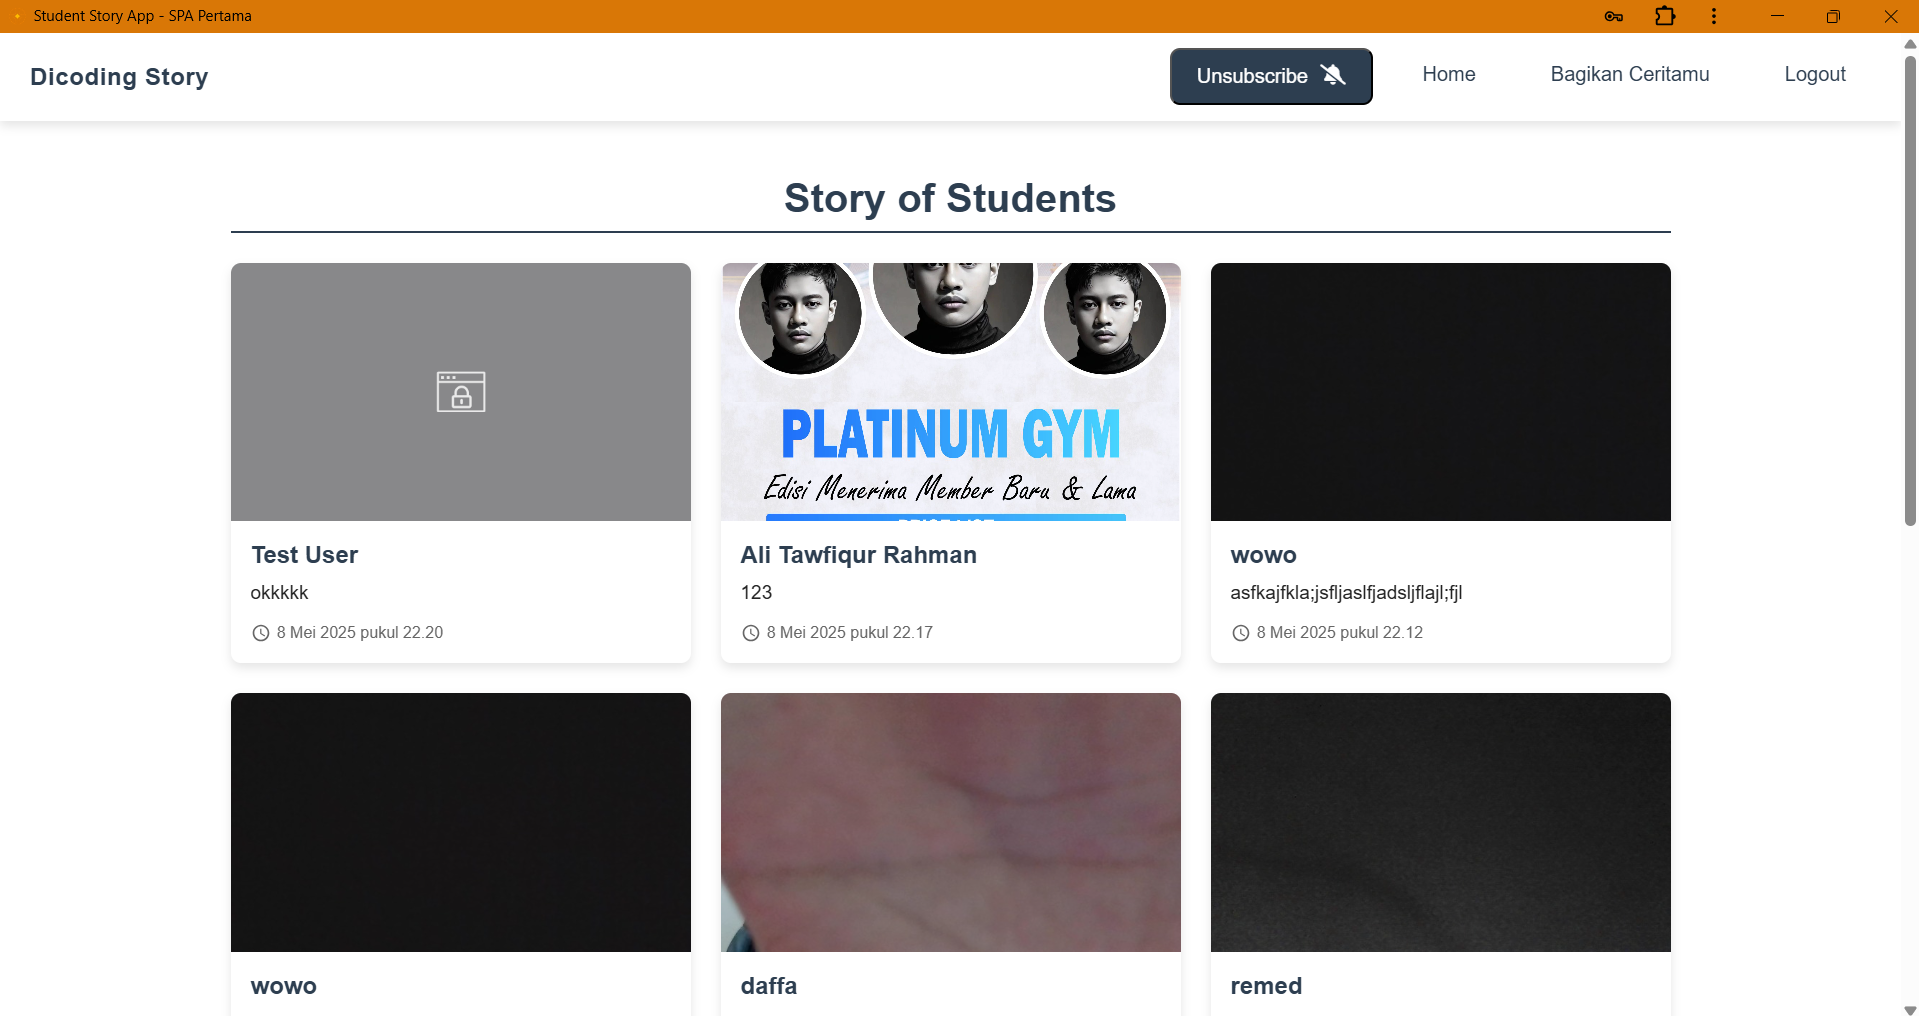 Student Story App - SPA Pertama
Dicoding Story
Unsubscribe
Home
Bagikan Ceritamu
Logout
Story of Students
PLATINUM GYM
Edisi Menerima Member Baru & Lama
Test User
okkkkk
8 Mei 2025 pukul 22.20
Ali Tawfiqur Rahman
123
8 Mei 2025 pukul 22.17
wowo
asfkajfkla;jsfljaslfjadsljflajl;fjl
8 Mei 2025 pukul 22.12
wowo
daffa
remed